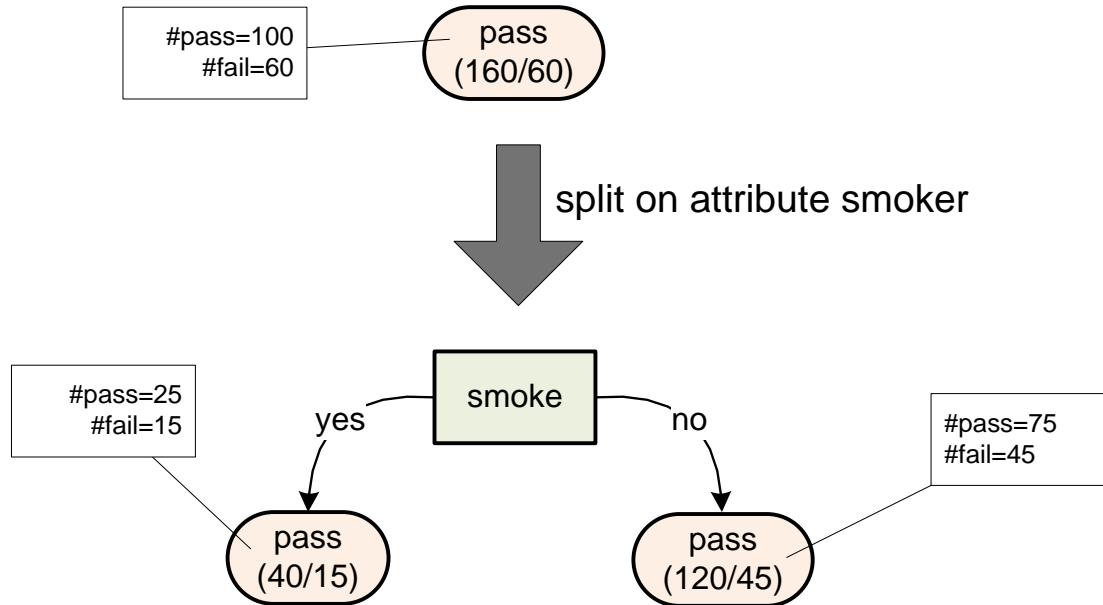 #pass=100
#fail=60
pass
(160/60)
split on attribute smoker
#pass=25
#fail=15
smoke
yes
no
#pass=75
#fail=45
pass
(40/15)
pass
(120/45)